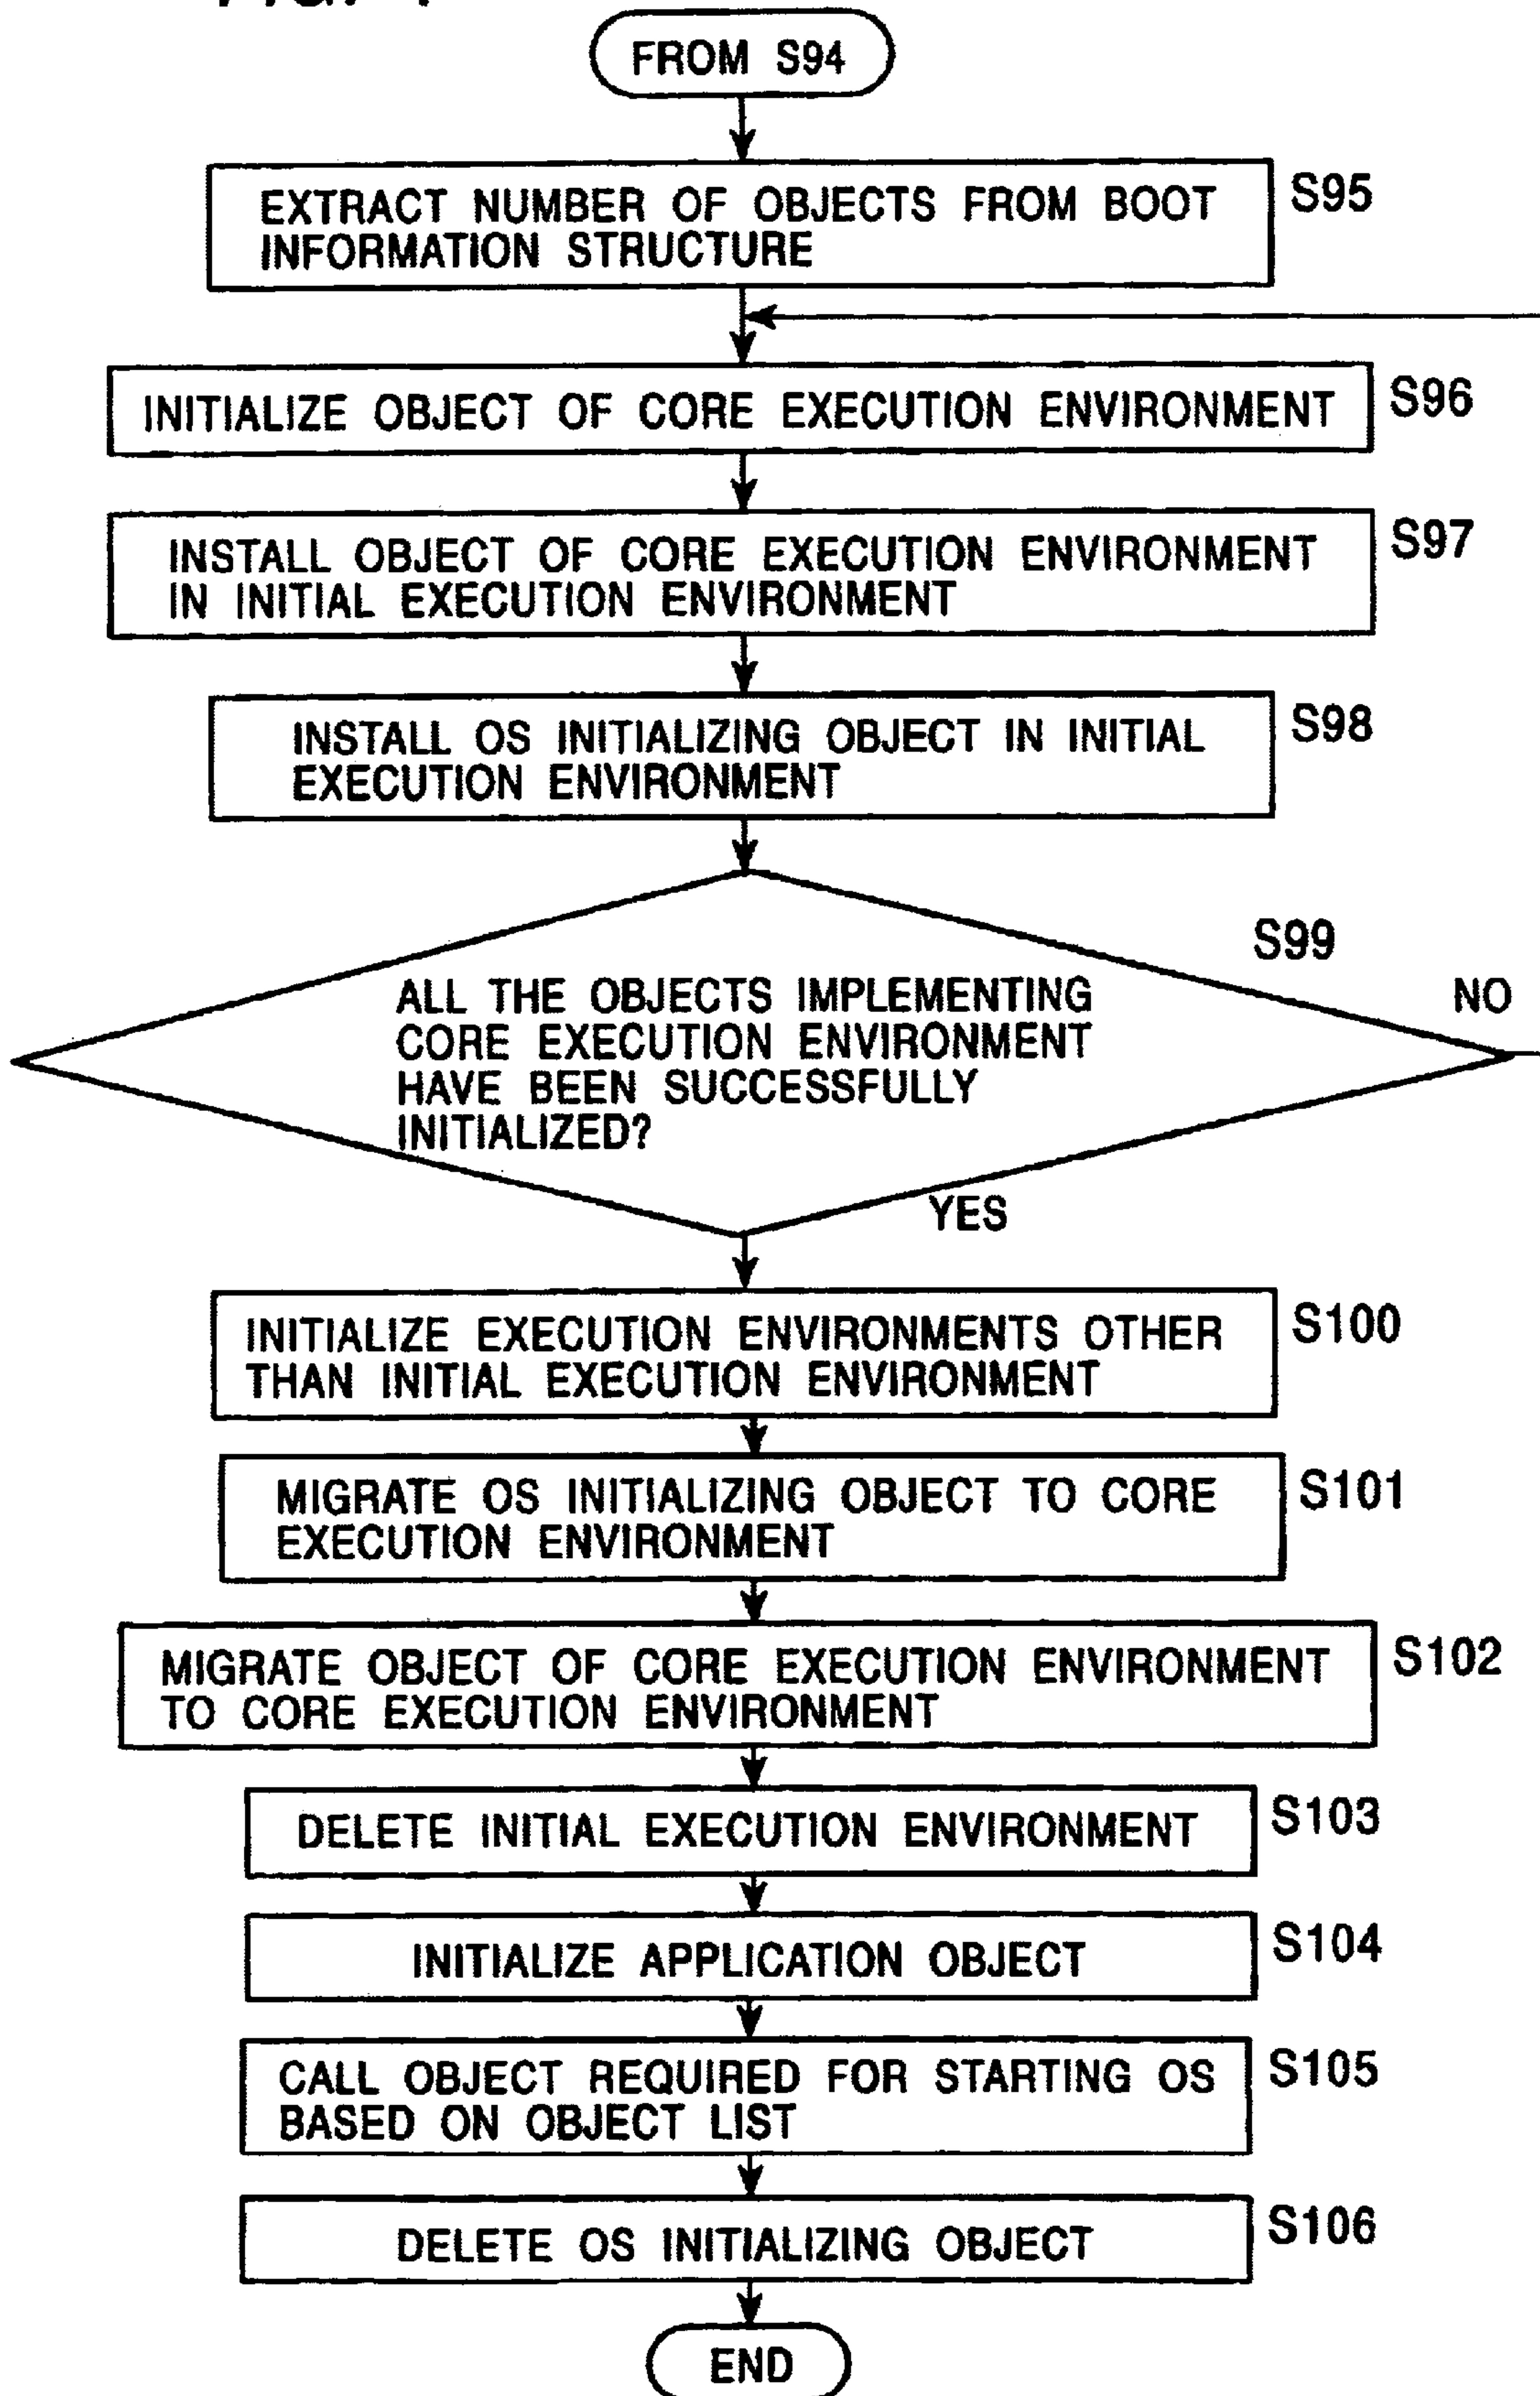 FROM S94
EXTRACT NUMBER OF OBJECTS FROM BOOT
INFORMATION STRUCTURE
S95
INITIALIZE OBJECT OF CORE EXECUTION ENVIRONMENT
S96
INSTALL OBJECT OF CORE EXECUTION ENVIRONMENT
IN INITIAL EXECUTION ENVIRONMENT
S97
INSTALL OS INITIALIZING OBJECT IN INITIAL
EXECUTION ENVIRONMENT
S98
S99
ALL THE OBJECTS IMPLEMENTING
CORE EXECUTION ENVIRONMENT
HAVE BEEN SUCCESSFULLY
INITIALIZED?
NO
YES
INITIALIZE EXECUTION ENVIRONMENTS OTHER
THAN INITIAL EXECUTION ENVIRONMENT
S100
MIGRATE OS INITIALIZING OBJECT TO CORE
EXECUTION ENVIRONMENT
S101
MIGRATE OBJECT OF CORE EXECUTION ENVIRONMENT
TO CORE EXECUTION ENVIRONMENT
S102
DELETE INITIAL EXECUTION ENVIRONMENT
S103
INITIALIZE APPLICATION OBJECT
S104
CALL OBJECT REQUIRED FOR STARTING OS
BASED ON OBJECT LIST
S105
DELETE OS INITIALIZING OBJECT
S106
END